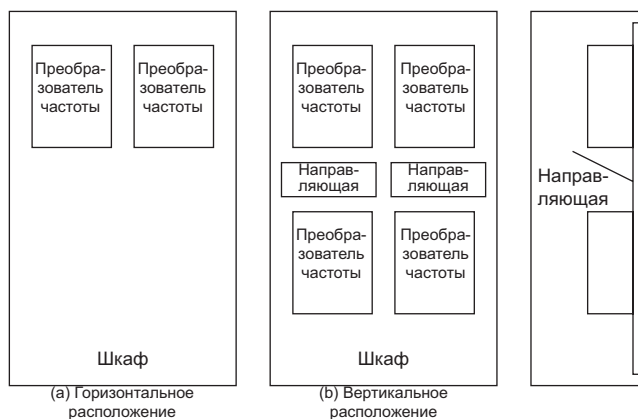 Преобра-
зователь
частоты
Преобра-
зователь
частоты
Шкаф
(a) Горизонтальное
расположение
Преобра-
зователь
частоты
Преобра-
зователь
частоты
Направ-
ляющая
Направ-
ляющая
Преобра-
зователь
частоты
Преобра-
зователь
частоты
Шкаф
(b) Вертикальное
расположение
Направ-
ляющая